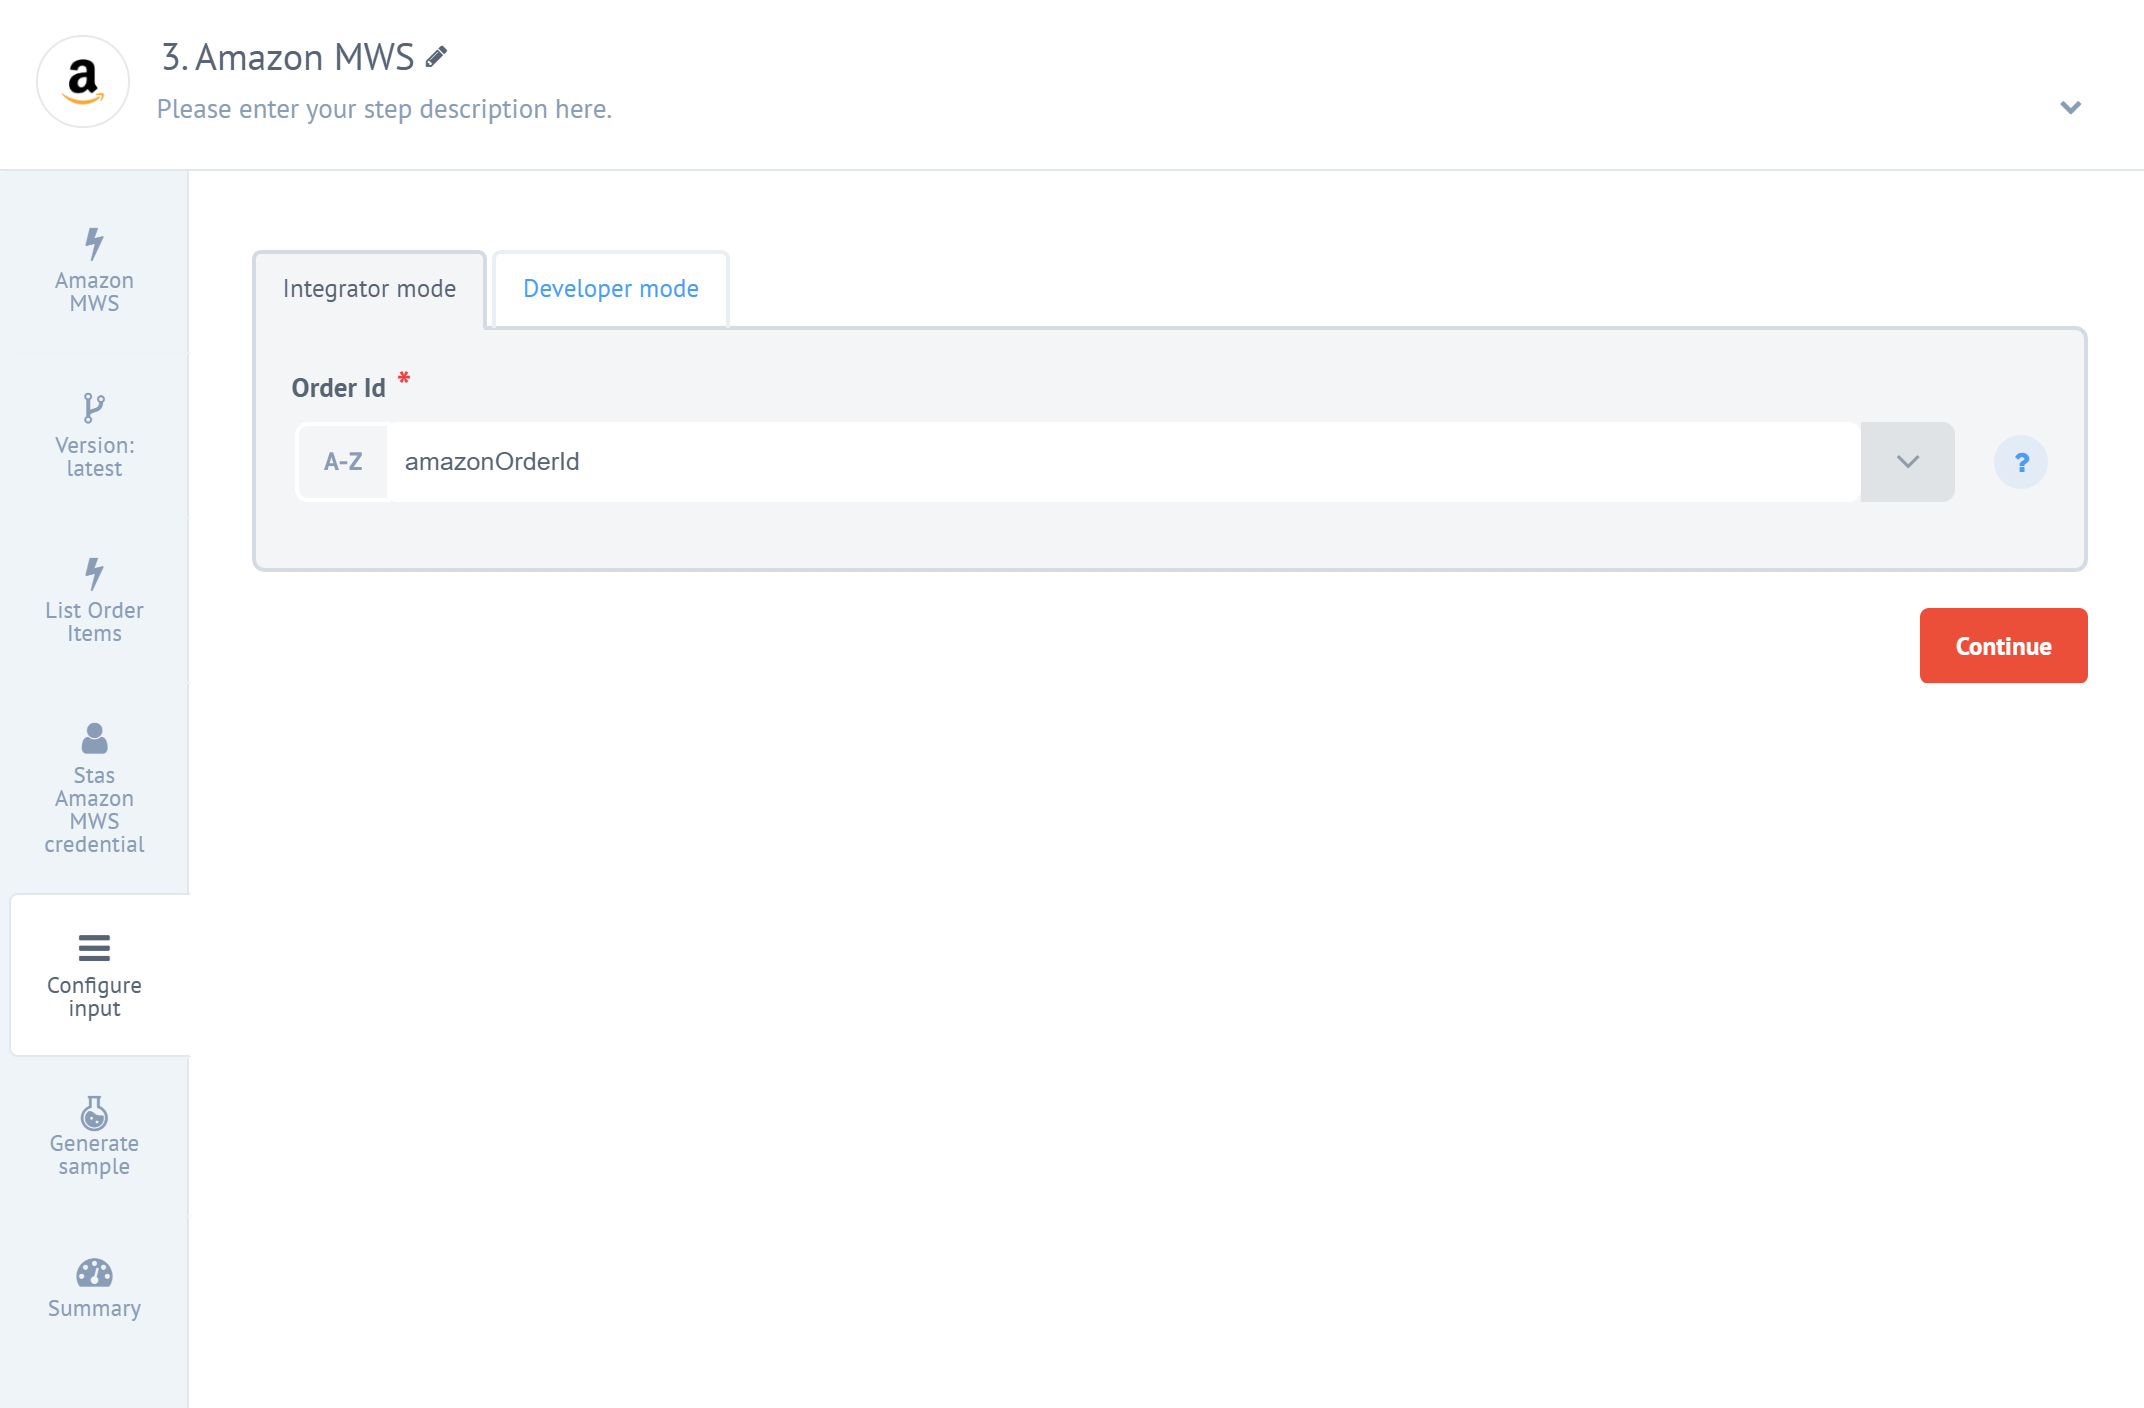 3. Amazon MWS
Please enter your step description here.
Amazon
MWS
Version:
latest
List Order
Items
Stas
Amazon
MWS
credential
Configure
input
Generate
sample
Summary
Integrator mode
Developer mode
Order Id *
A-Z
amazonOrderId
?
Continue